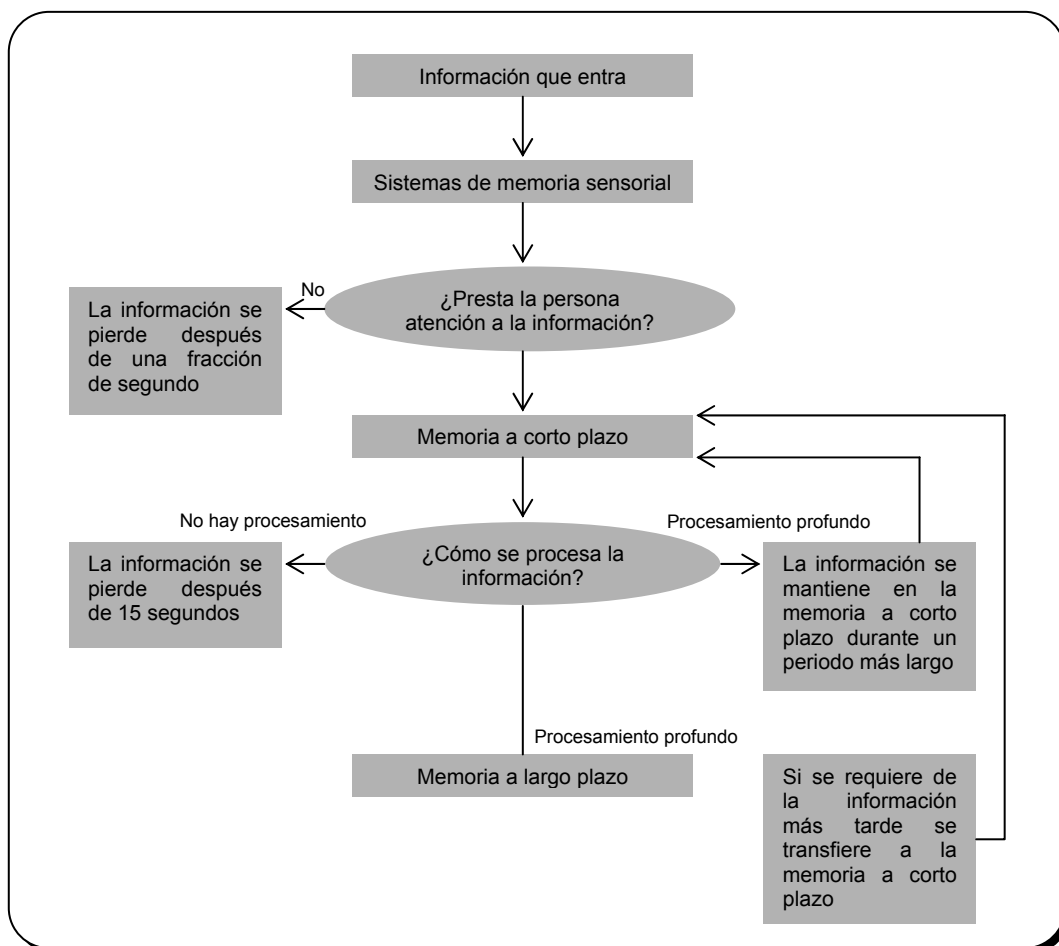 Información que entra
Sistemas de memoria sensorial
No
¿Presta la persona
atención a la información?
La información se
pierde después
de una fracción
de segundo
Memoria a corto plazo
No hay procesamiento
Procesamiento profundo
¿Cómo se procesa la
información?
La información se
pierde después
de 15 segundos
La información se
mantiene en la
memoria a corto
plazo durante un
periodo más largo
Procesamiento profundo
Memoria a largo plazo
Si se requiere de
la información
más tarde se
transfiere a la
memoria a corto
plazo